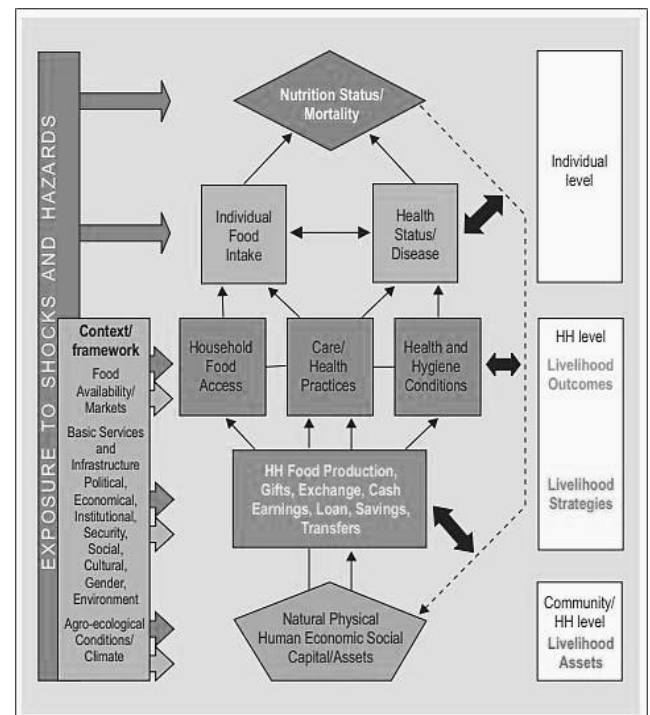 Nutrition Status/
Mortality
Individual
level
EXPOSURE TO SHOCKS AND HAZARDS
Individual
Food
Intake
Health
Status/
Disease
Context/
framework
Food
Availability/
Markets
Basic Services
and
Infrastructure
Political,
Economical,
Institutional,
Security,
Social,
Cultural,
Gender,
Environment
Agro-ecological
Conditions/
Climate
Household
Food
Access
Care/
Health
Practices
Health and
Hygiene
Conditions
HH level
Livelihood
Outcomes
Livelihood
Strategies
HH Food Production,
Gifts, Exchange, Cash
Earnings, Loan, Savings,
Transfers
Natural Physical
Human Economic Social
Capital/Assets
Community/
HH level
Livelihood
Assets